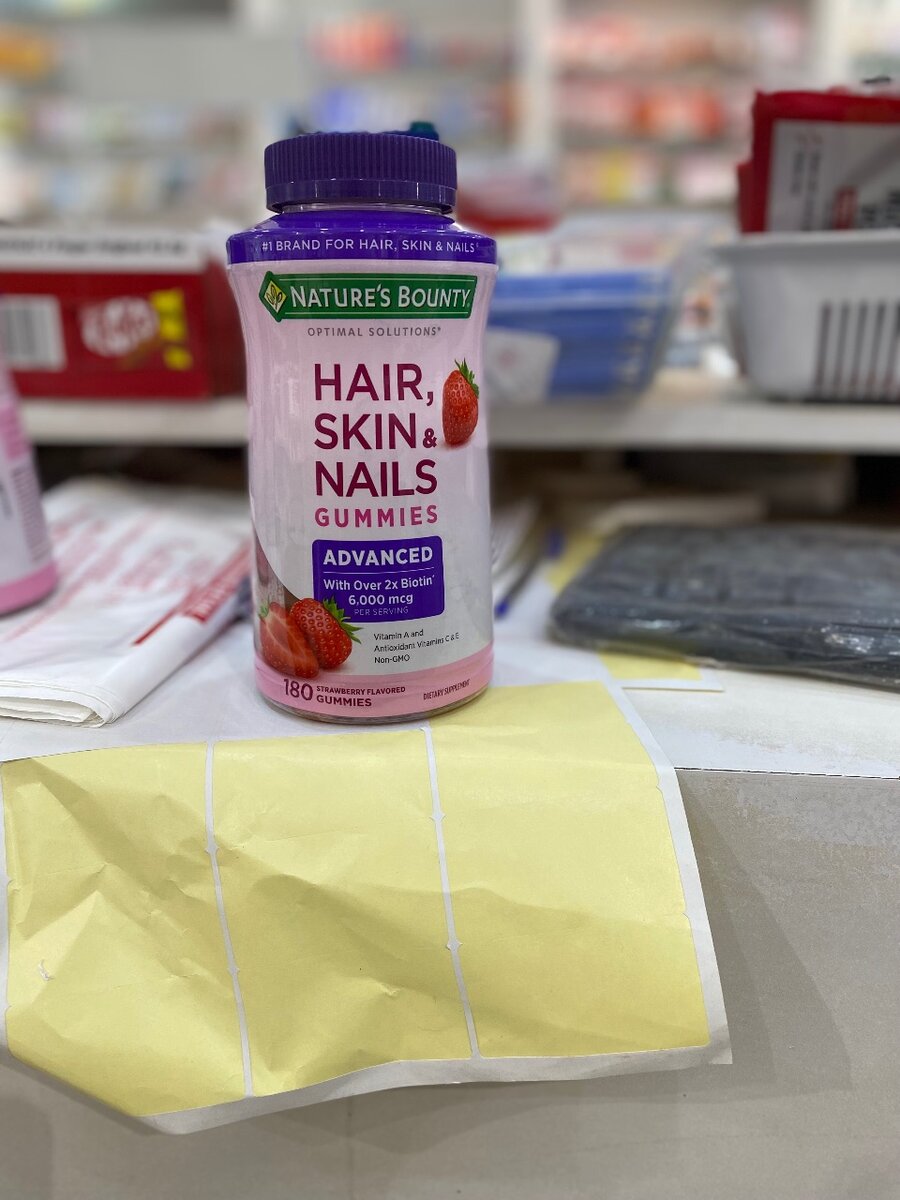 #1 BRAND FOR HAIR, SKIN & NAILS*
NATURE'S BOUNTY
OPTIMAL SOLUTIONS®
HAIR,
SKIN &
NAILS
GUMMIES
ADVANCED
With Over 2x Biotin†
6,000 mcg
PER SERVING
Vitamin A and
Antioxidant Vitamins C & E
Non-GMO
180 STRAWBERRY FLAVORED
GUMMIES
DIETARY SUPPLEMENT
KitKat